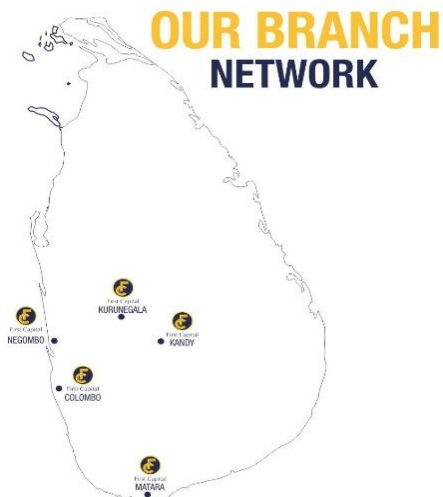 OUR BRANCH
NETWORK
First Capital
KURUNEGALA
First Capital
NEGOMBO
First Capital
KANDY
First Capital
COLOMBO
First Capital
MATARA